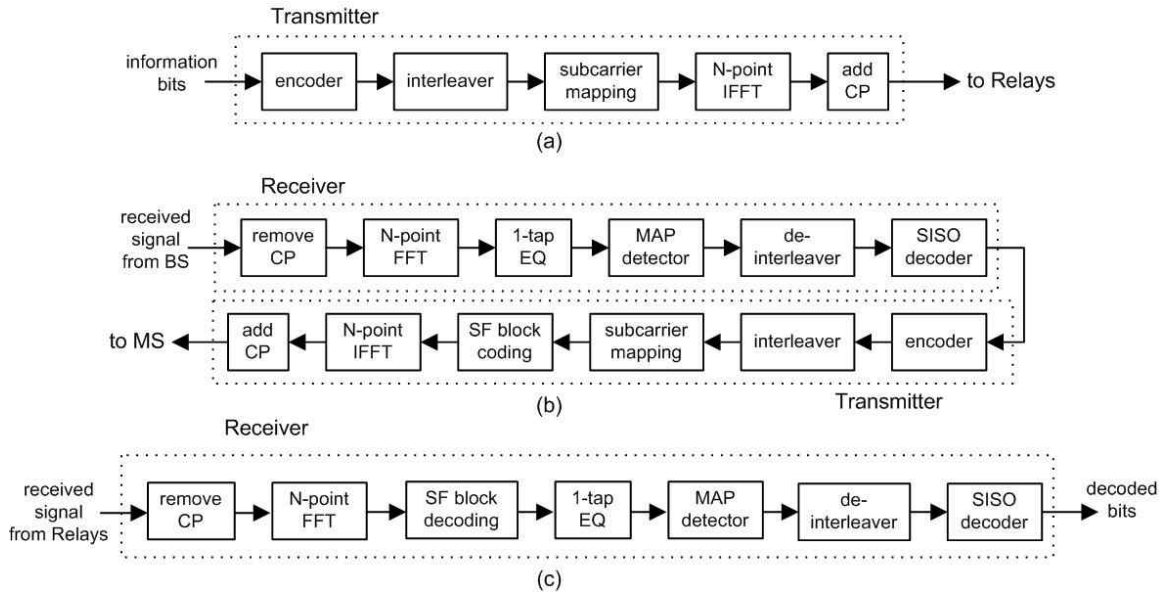 Transmitter
information
bits
encoder
interleaver
subcarrier
mapping
N-point
IFFT
add
CP
to Relays
(a)
Receiver
received
signal
from BS
remove
CP
N-point
FFT
1-tap
EQ
MAP
detector
de-
interleaver
SISO
decoder
to MS
add
CP
N-point
IFFT
SF block
coding
subcarrier
mapping
interleaver
encoder
(b)
Transmitter
Receiver
received
signal
from Relays
remove
CP
N-point
FFT
SF block
decoding
1-tap
EQ
MAP
detector
de-
interleaver
SISO
decoder
decoded
bits
(c)